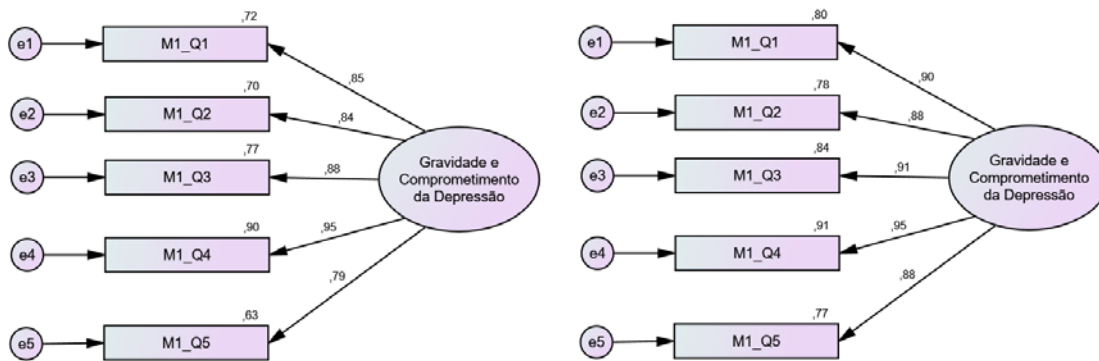 ,72
e1
M1_Q1
,85
,70
e2
M1_Q2
,84
,77
e3
M1_Q3
,88
Gravidade e
Comprometimento
da Depressão
,90
e4
M1_Q4
,95
,79
,63
e5
M1_Q5
,80
e1
M1_Q1
,90
,78
e2
M1_Q2
,88
,84
e3
M1_Q3
,91
Gravidade e
Comprometimento
da Depressão
,91
e4
M1_Q4
,95
,88
,77
e5
M1_Q5